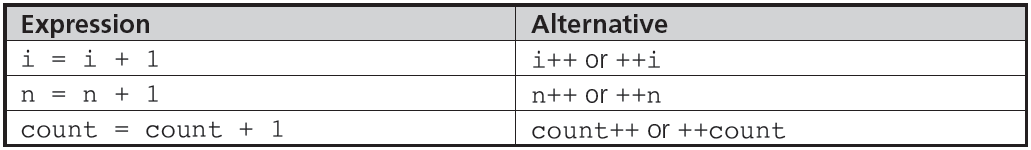 Expression Alternative
i = i + 1 i++ or ++i
n = n + 1 n++ or ++n
count = count + 1 count++ or ++count